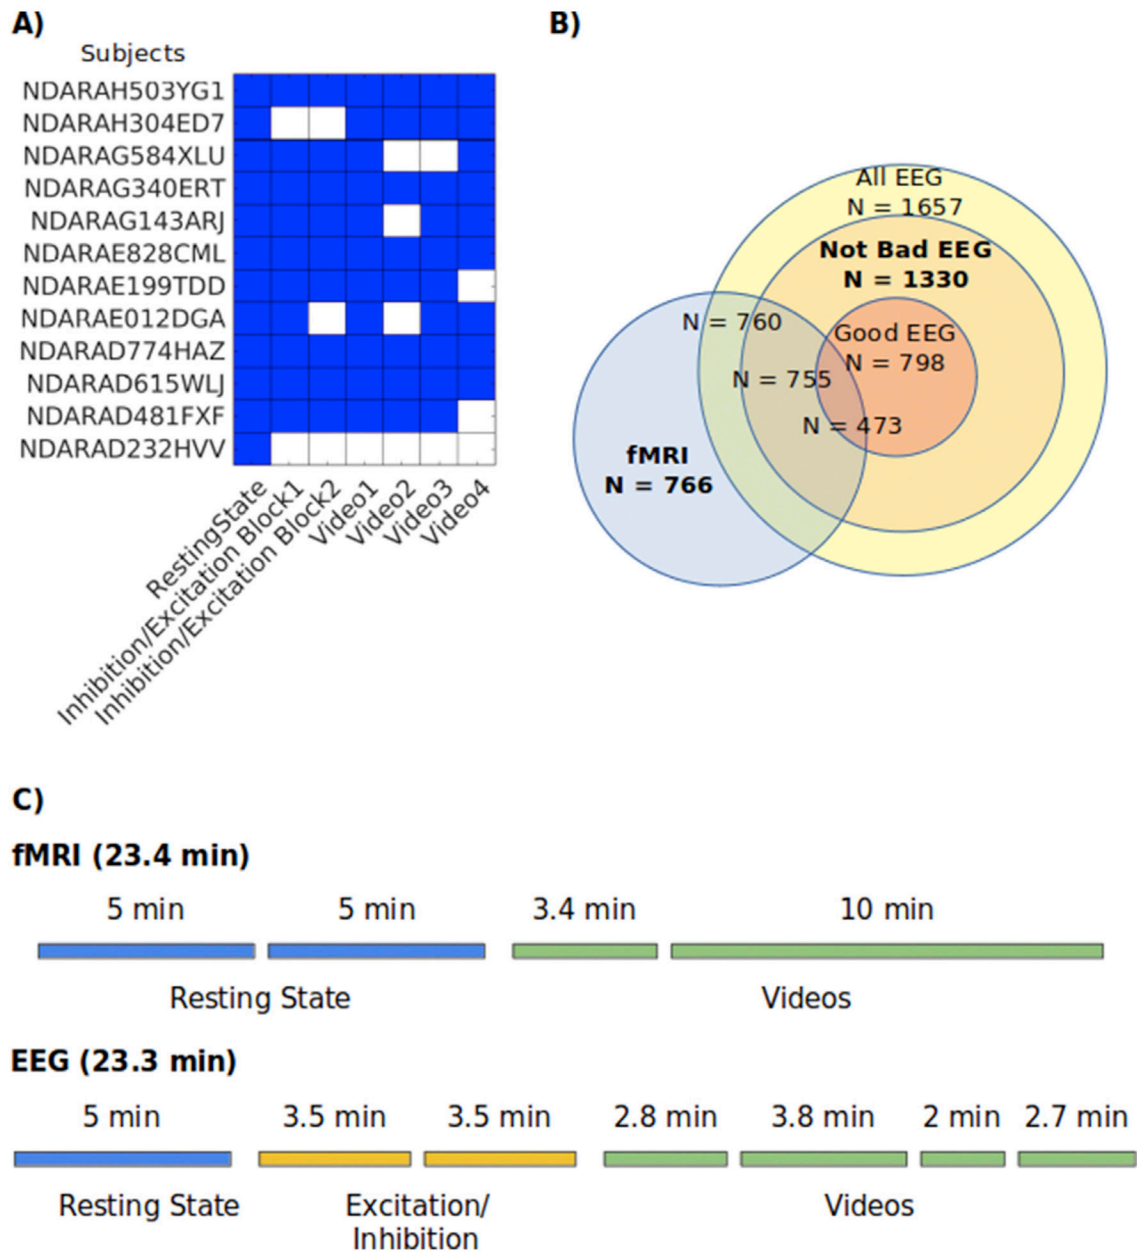 A)
Subjects
NDARAH503YG1
NDARAH304ED7
NDARAG584XLU
NDARAG340ERT
NDARAG143ARJ
NDARAE828CML
NDARAE199TDD
NDARAE012DGA
NDARAD774HAZ
NDARAD615WLJ
NDARAD481FXF
NDARAD232HVV
RestingState
Inhibition/Excitation Block1
Inhibition/Excitation Block2
Video1
Video2
Video3
Video4
B)
All EEG
N = 1657
Not Bad EEG
N = 1330
Good EEG
N = 798
N = 760
N = 755
N = 473
fMRI
N = 766
C)
fMRI (23.4 min)
5 min 5 min 3.4 min 10 min
Resting State Videos
EEG (23.3 min)
5 min 3.5 min 3.5 min 2.8 min 3.8 min 2 min 2.7 min
Resting State Excitation/ Videos
Inhibition